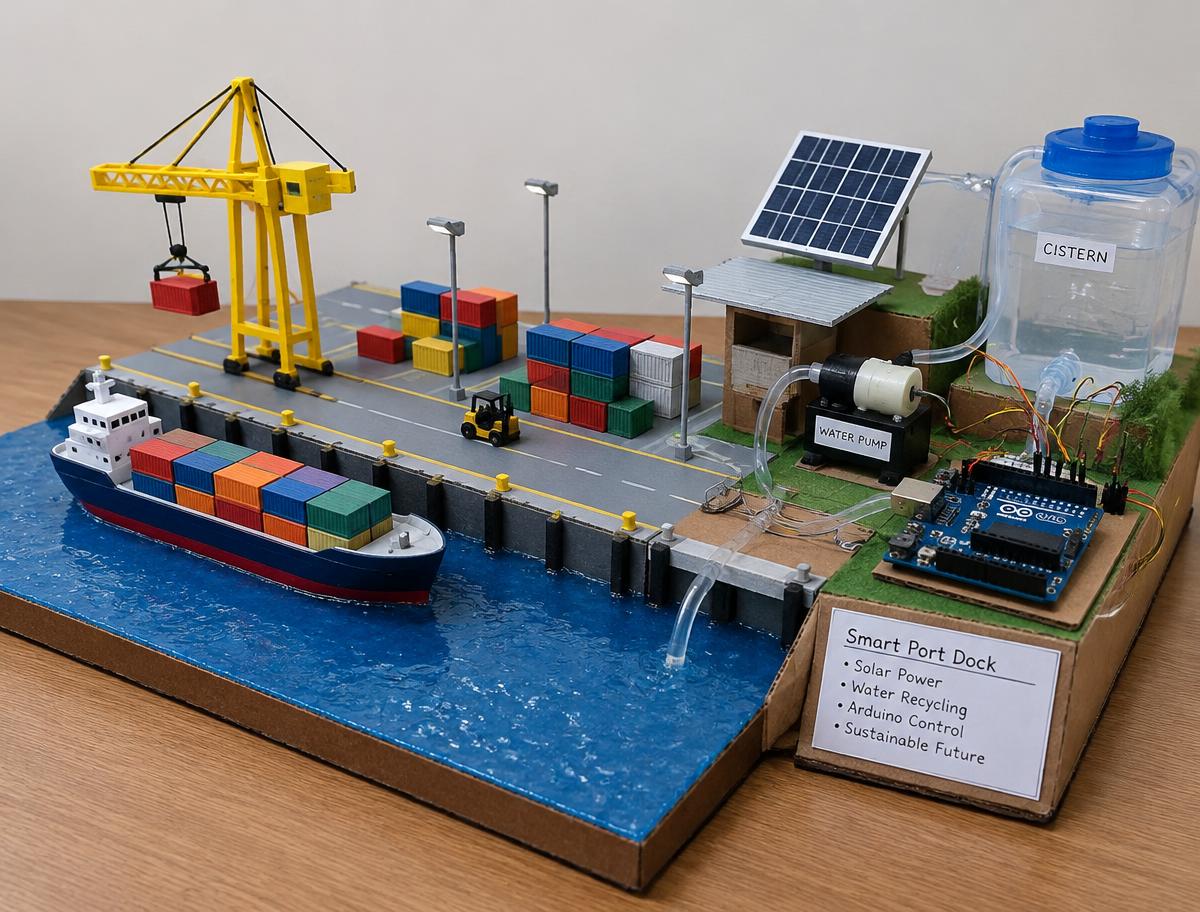 CISTERN
WATER PUMP
Smart Port Dock
• Solar Power
• Water Recycling
• Arduino Control
• Sustainable Future